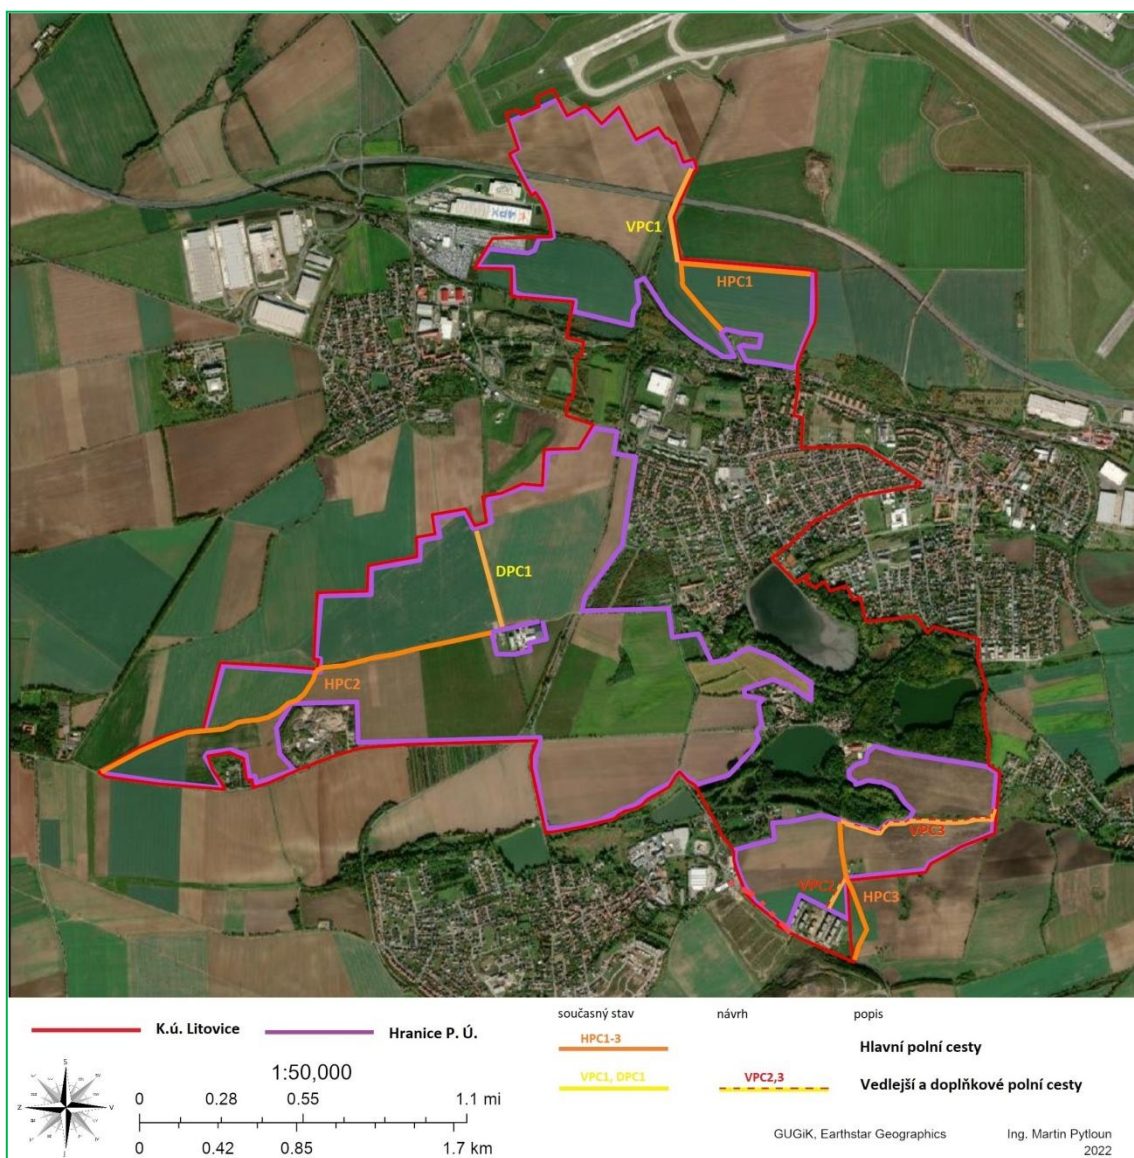 VPC1
HPC1
DPC1
HPC2
VPC3
VPC2
HPC3
K.ú. Litovice
Hranice P. Ú.
současný stav
návrh
popis
HPC1-3
Hlavní polní cesty
VPC1, DPC1
VPC2,3
Vedlejší a doplňkové polní cesty
S
Z
V
J
1:50,000
0 0.28 0.55 1.1 mi
0 0.42 0.85 1.7 km
GUGiK, Earthstar Geographics
Ing. Martin Pytloun
2022